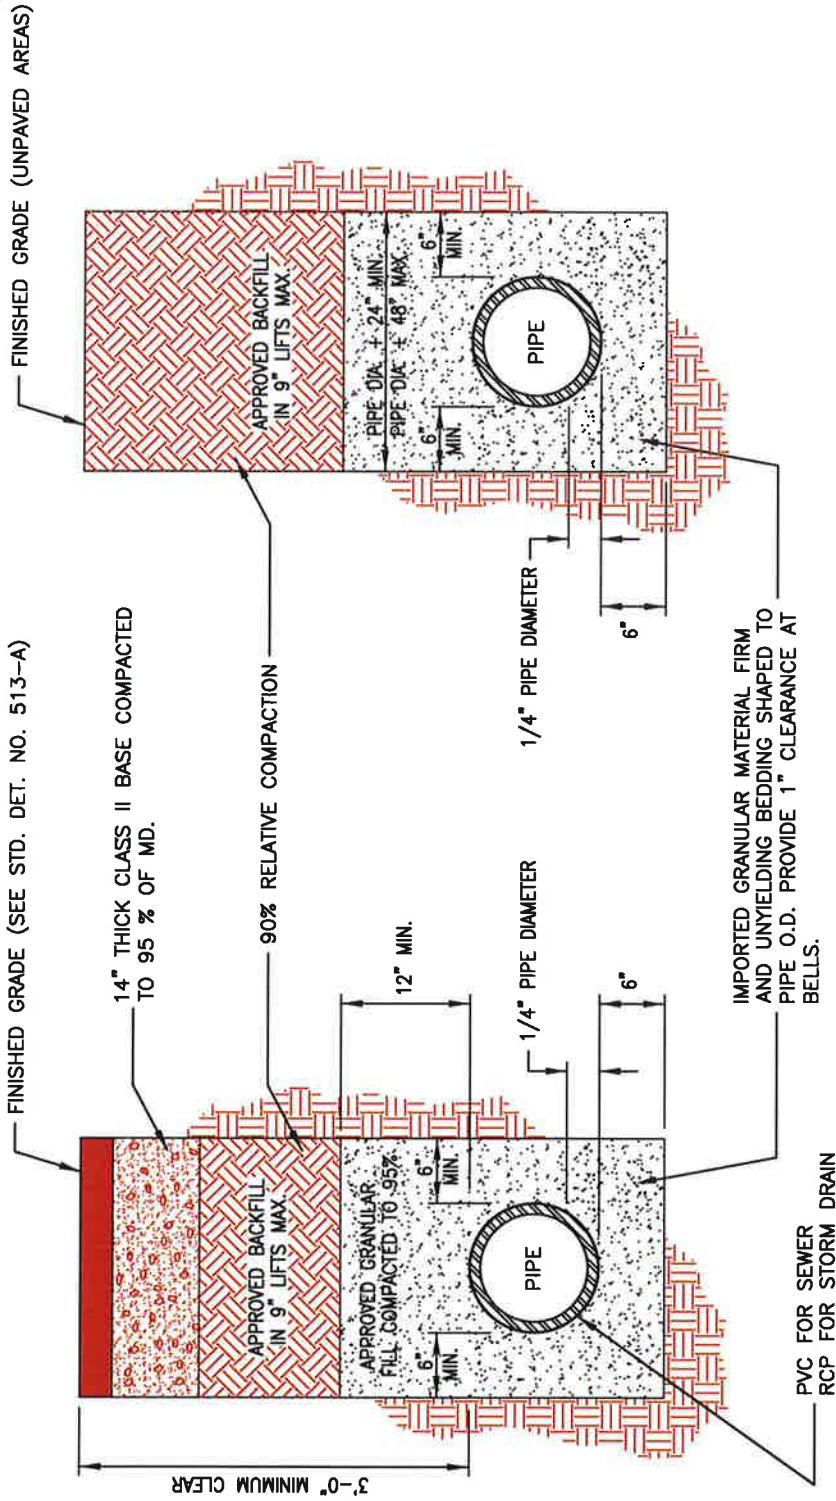 FINISHED GRADE (SEE STD. DET. NO. 513-A)
14" THICK CLASS II BASE COMPACTED
TO 95 % OF MD.
90% RELATIVE COMPACTION
APPROVED BACKFILL
IN 9" LIFTS MAX.
APPROVED GRANULAR
FILL COMPACTED TO 95%
3'-0" MINIMUM CLEAR
12" MIN.
6"
MIN.
6"
MIN.
PIPE
1/4" PIPE DIAMETER
6"
PVC FOR SEWER
RCP FOR STORM DRAIN
IMPORTED GRANULAR MATERIAL FIRM
AND UNYIELDING BEDDING SHAPED TO
PIPE O.D. PROVIDE 1" CLEARANCE AT
BELLS.
FINISHED GRADE (UNPAVED AREAS)
APPROVED BACKFILL
IN 9" LIFTS MAX.
PIPE DIA. + 24" MIN.
PIPE DIA. + 48" MAX.
6"
MIN.
6"
MIN.
PIPE
1/4" PIPE DIAMETER
6"